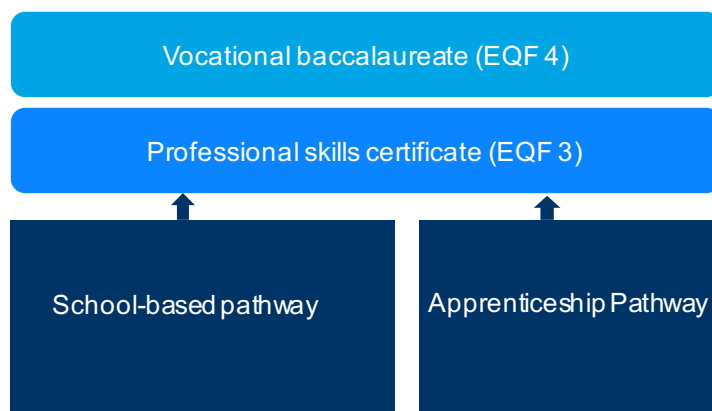 Vocational baccalaureate (EQF 4)
Professional skills certificate (EQF 3)
School-based pathway
Apprenticeship Pathway